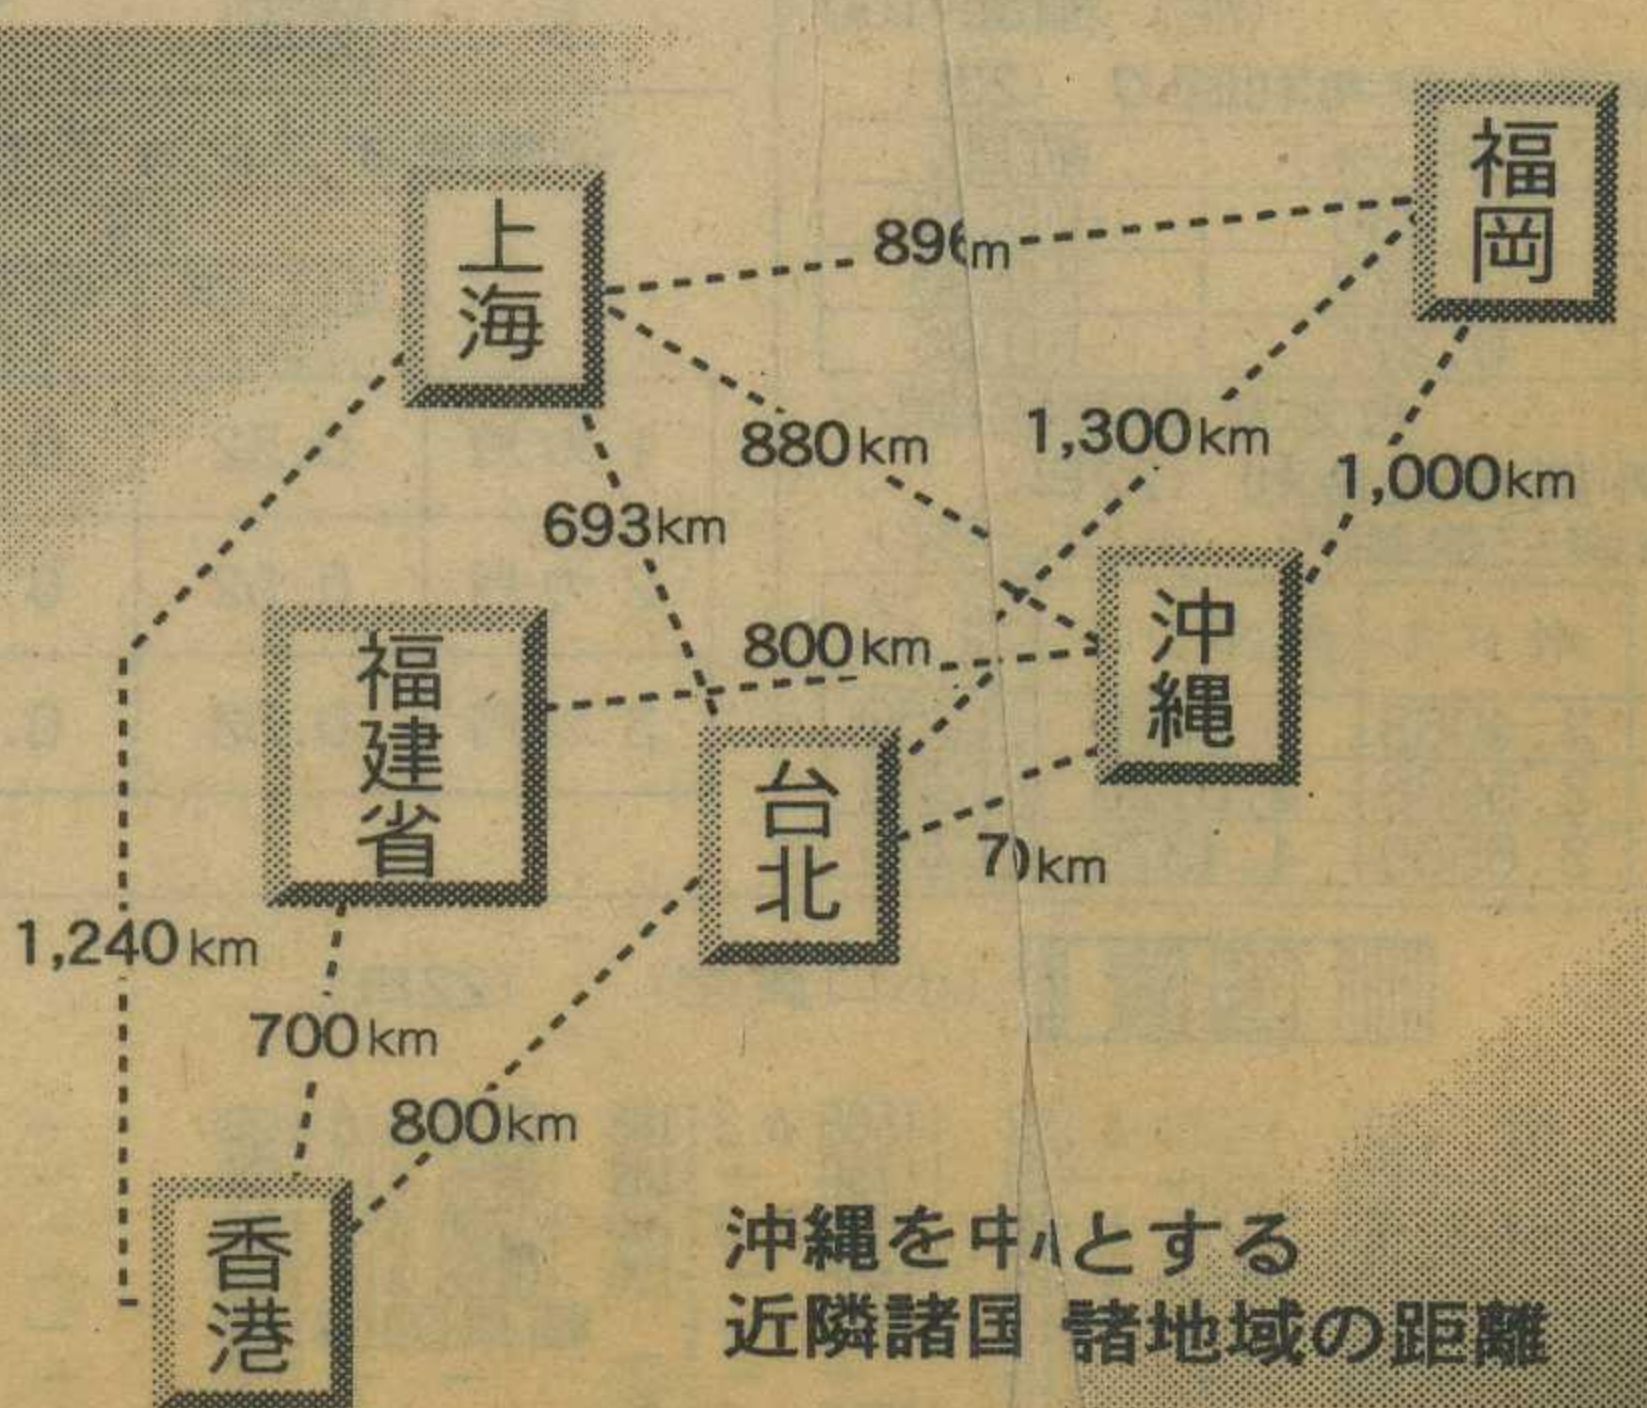 福岡
上海
896m
880km
1,300km
1,000km
693km
沖縄
福建省
800km
台北
1,240km
700km
800km
香港
沖縄を中心とする
近隣諸国 諸地域の距離